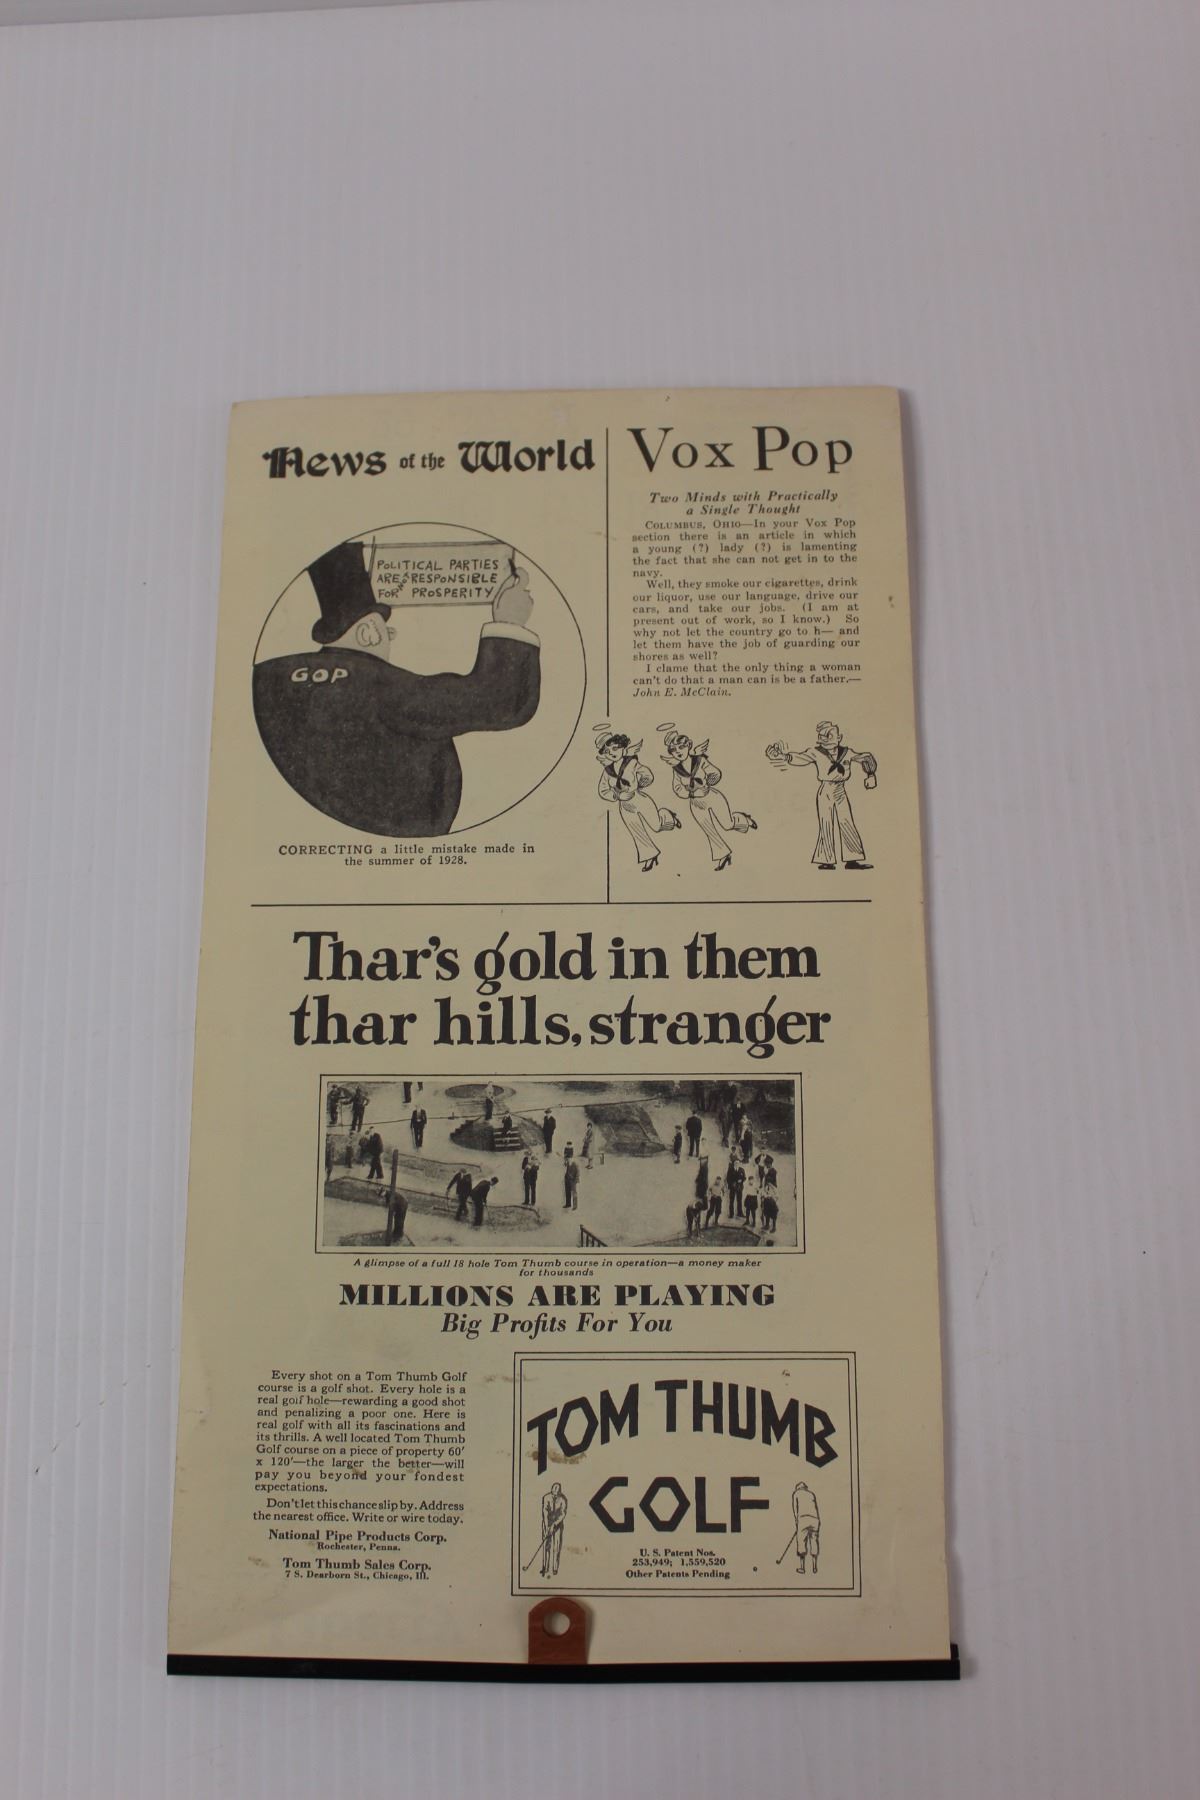 News of the World
POLITICAL PARTIES
ARE RESPONSIBLE
FOR PROSPERITY
GOP
CORRECTING a little mistake made in
the summer of 1928.
Vox Pop
Two Minds with Practically
a Single Thought
COLUMBUS, OHIO—In your Vox Pop
section there is an article in which
a young (?) lady (?) is lamenting
the fact that she can not get in to the
navy.
Well, they smoke our cigarettes, drink
our liquor, use our language, drive our
cars, and take our jobs. (I am at
present out of work, so I know.) So
why not let the country go to h— and
let them have the job of guarding our
shores as well?
I clame that the only thing a woman
can't do that a man can is be a father.—
John E. McClain.
Thar's gold in them
thar hills, stranger
A glimpse of a full 18 hole Tom Thumb course in operation—a money maker
for thousands
MILLIONS ARE PLAYING
Big Profits For You
Every shot on a Tom Thumb Golf
course is a golf shot. Every hole is a
real golf hole—rewarding a good shot
and penalizing a poor one. Here is
real golf with all its fascinations and
its thrills. A well located Tom Thumb
Golf course on a piece of property 60'
x 120'—the larger the better—will
pay you beyond your fondest
expectations.
Don't let this chance slip by. Address
the nearest office. Write or wire today.
National Pipe Products Corp.
Rochester, Penna.
Tom Thumb Sales Corp.
7 S. Dearborn St., Chicago, Ill.
TOM THUMB
GOLF
U. S. Patent Nos.
253,949; 1,559,520
Other Patents Pending